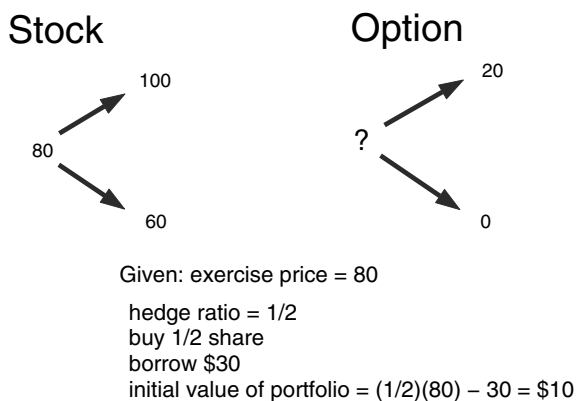 Stock
Option
100
80
60
20
?
0
Given: exercise price = 80
hedge ratio = 1/2
buy 1/2 share
borrow $30
initial value of portfolio = (1/2)(80) − 30 = $10